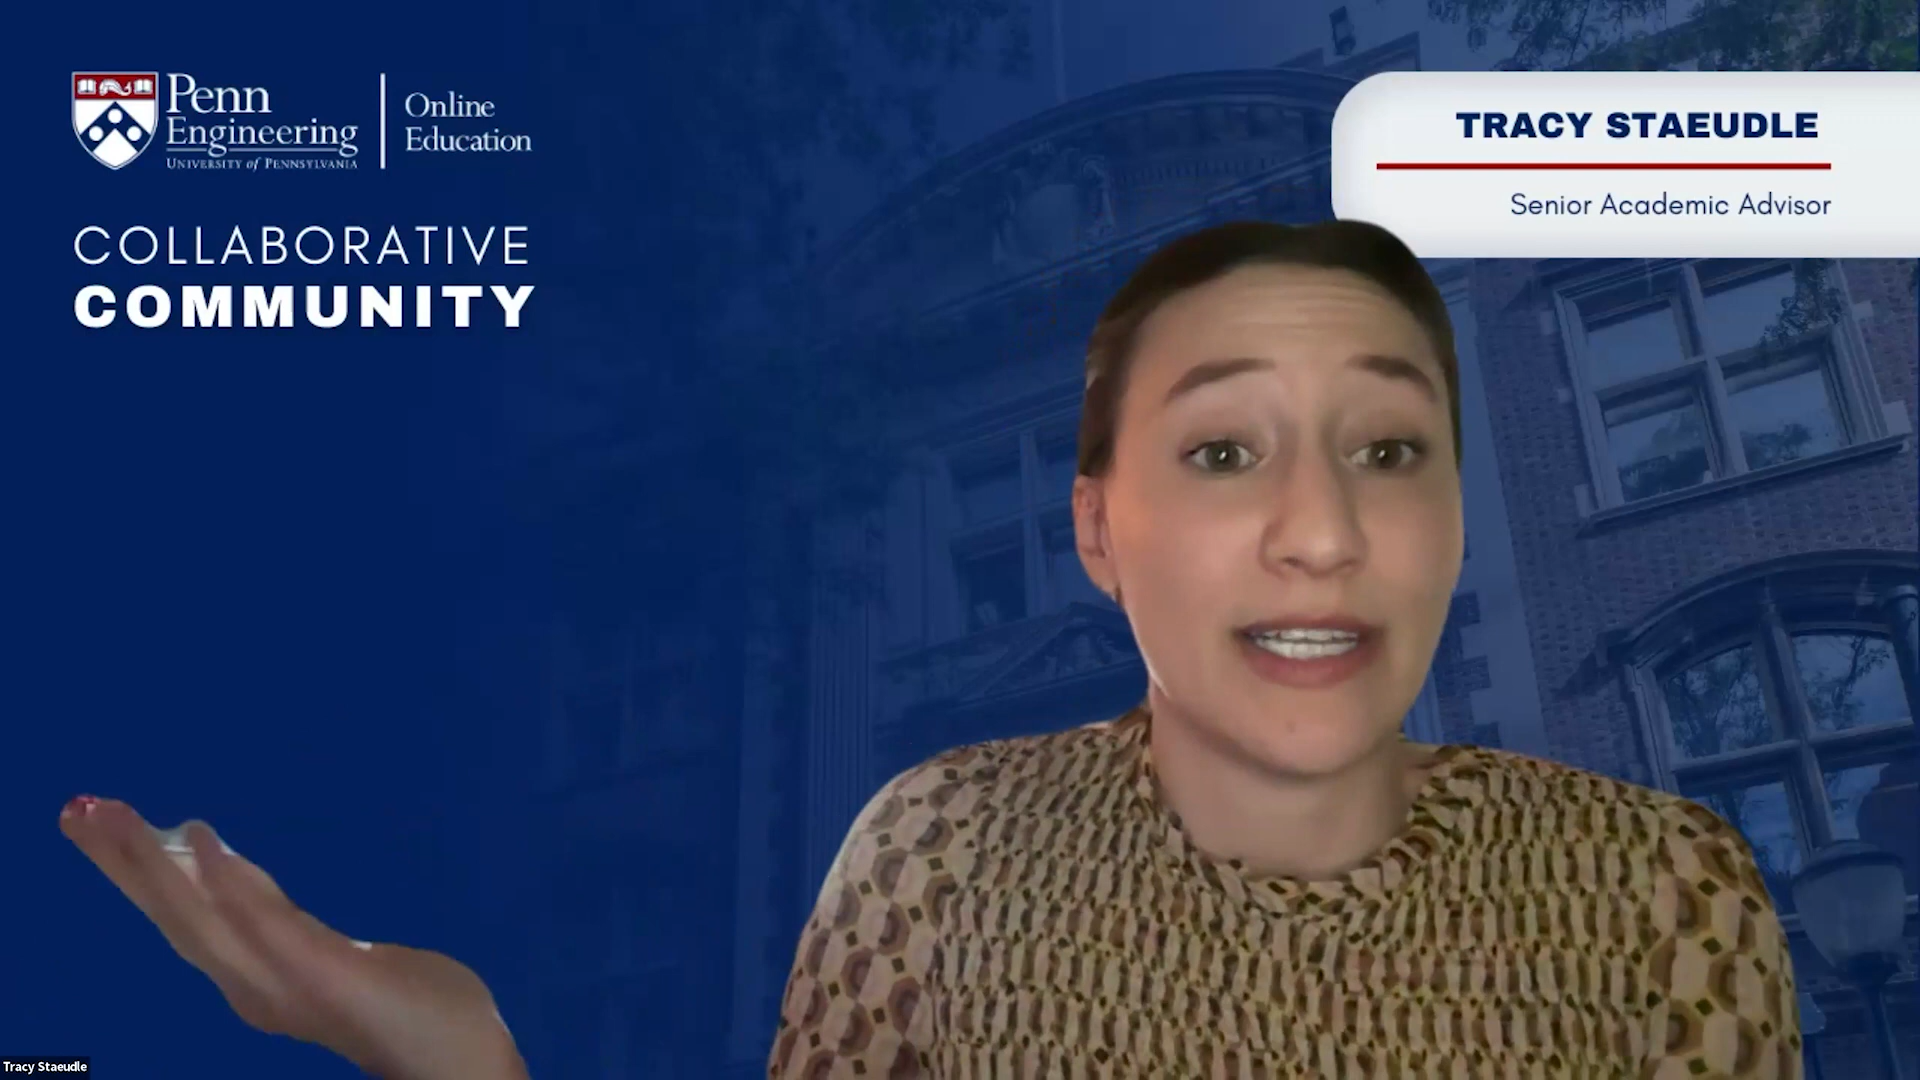 Penn
Engineering
UNIVERSITY of PENNSYLVANIA
Online
Education
COLLABORATIVE
COMMUNITY
TRACY STAEUDLE
Senior Academic Advisor
Tracy Staeudle